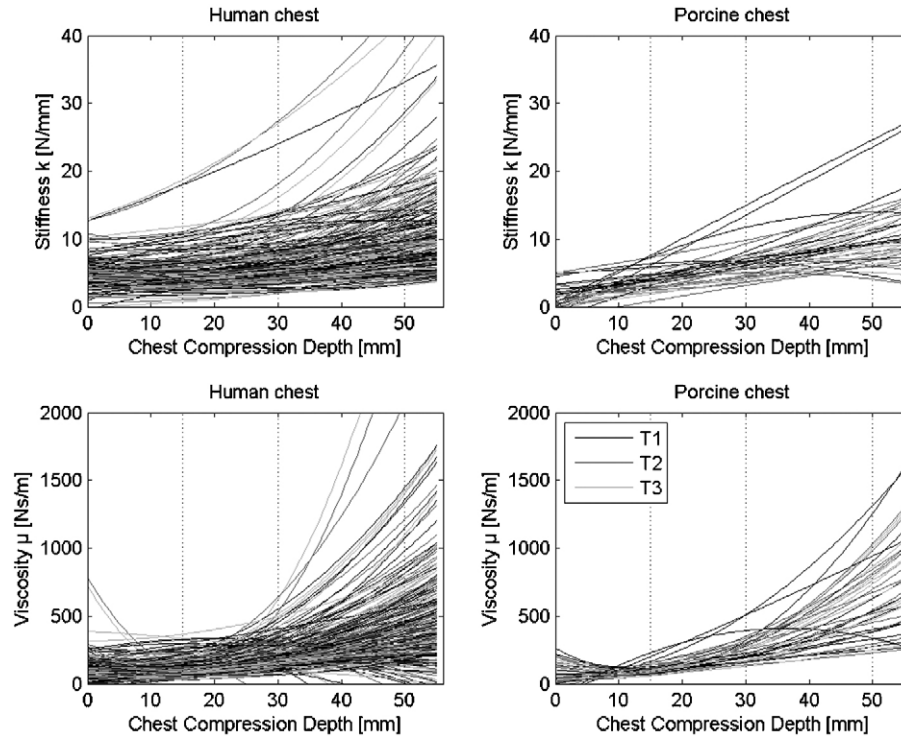 Human chest
Porcine chest
40
30
20
10
0
Stiffness k [N/mm]
0 10 20 30 40 50
Chest Compression Depth [mm]
40
30
20
10
0
Stiffness k [N/mm]
0 10 20 30 40 50
Chest Compression Depth [mm]
Human chest
Porcine chest
2000
1500
1000
500
0
Viscosity μ [Ns/m]
0 10 20 30 40 50
Chest Compression Depth [mm]
2000
1500
1000
500
0
Viscosity μ [Ns/m]
T1
T2
T3
0 10 20 30 40 50
Chest Compression Depth [mm]